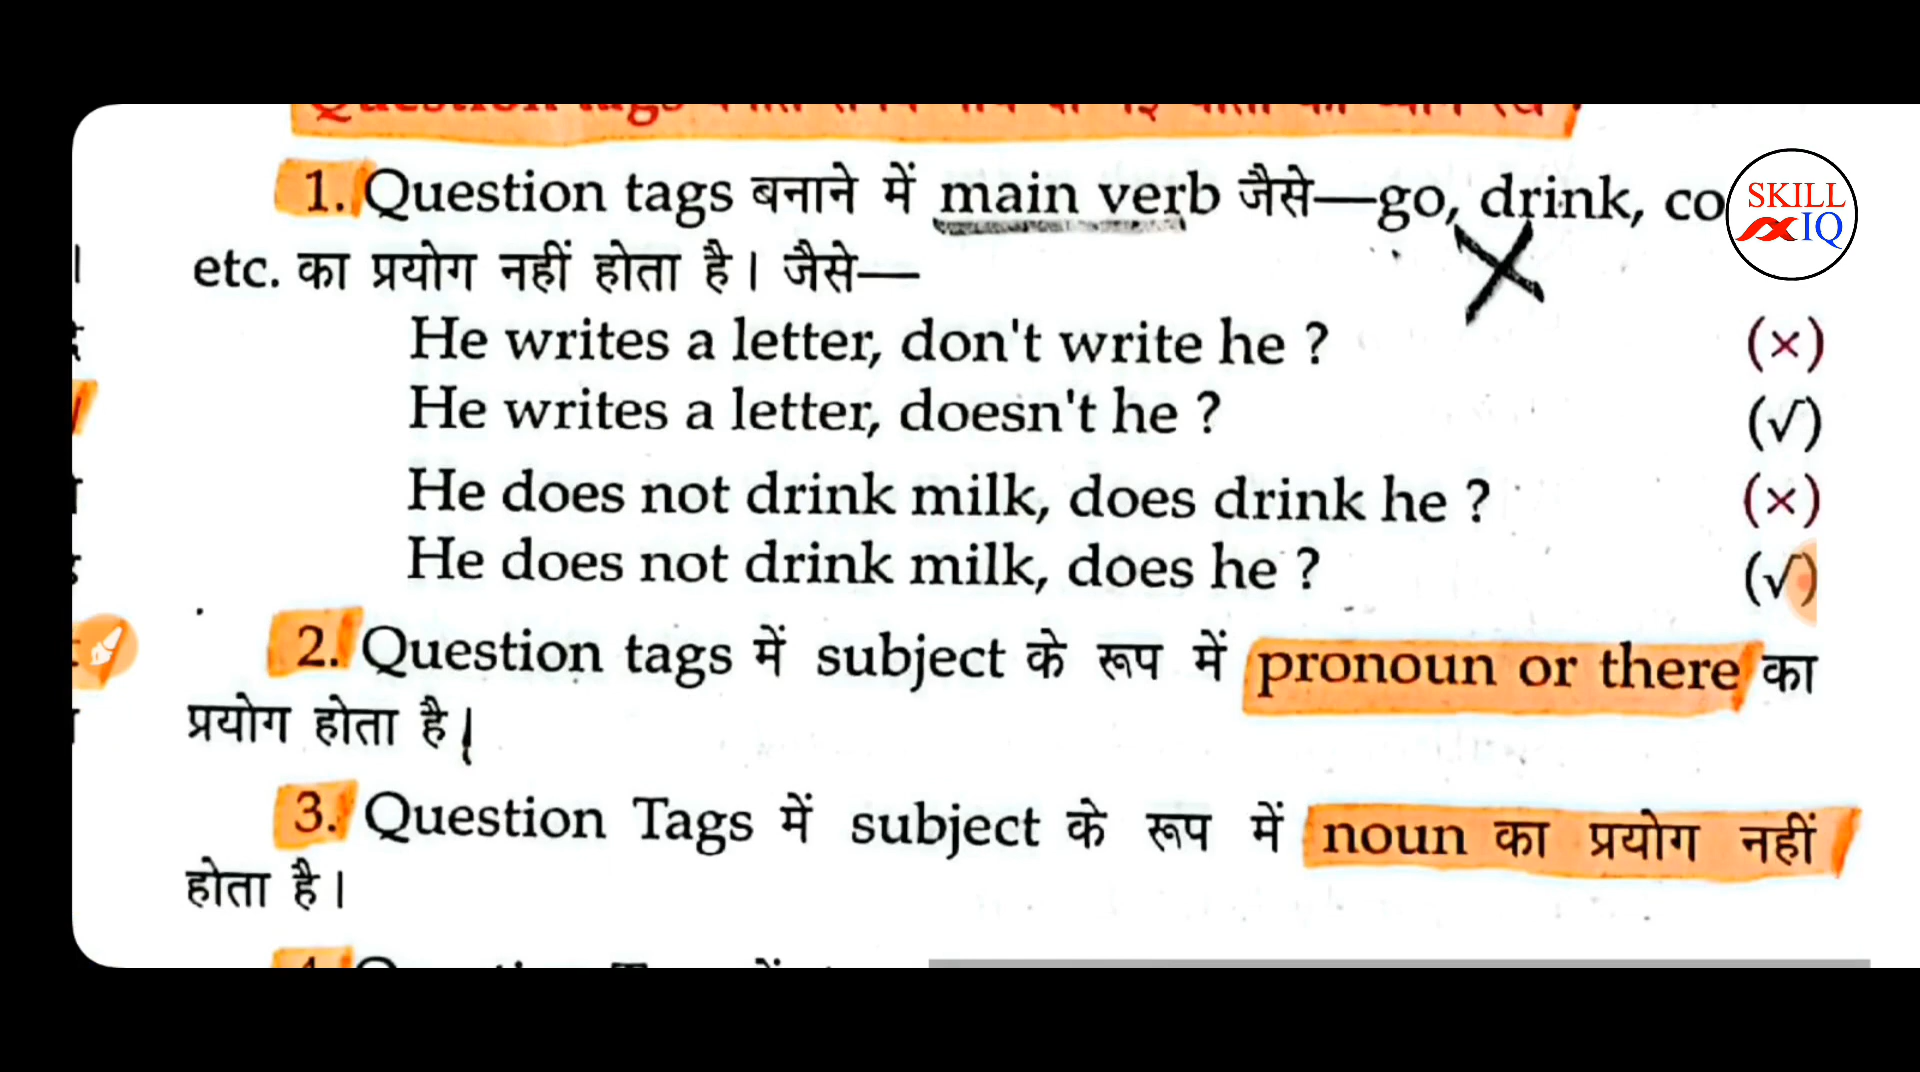 Question tags
SKILL
IQ
1. Question tags बनाने में main verb जैसे—go, drink, co
etc. का प्रयोग नहीं होता है। जैसे—
He writes a letter, don't write he ? (×)
He writes a letter, doesn't he ? (√)
He does not drink milk, does drink he ? (×)
He does not drink milk, does he ? (√)
2. Question tags में subject के रूप में pronoun or there का
प्रयोग होता है।
3. Question Tags में subject के रूप में noun का प्रयोग नहीं
होता है।